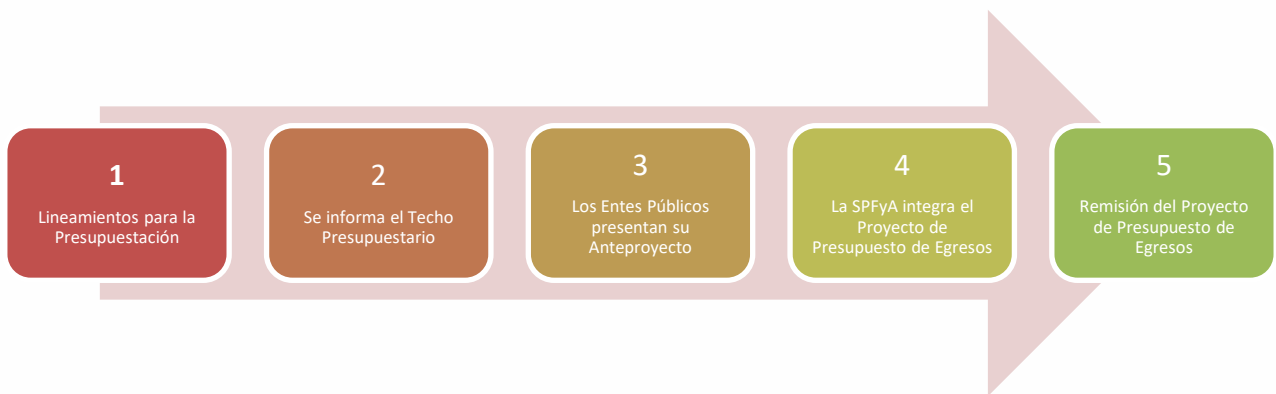 1
Lineamientos para la
Presupuestación
2
Se informa el Techo
Presupuestario
3
Los Entes Públicos
presentan su
Anteproyecto
4
La SPFyA integra el
Proyecto de
Presupuesto de Egresos
5
Remisión del Proyecto
de Presupuesto de
Egresos